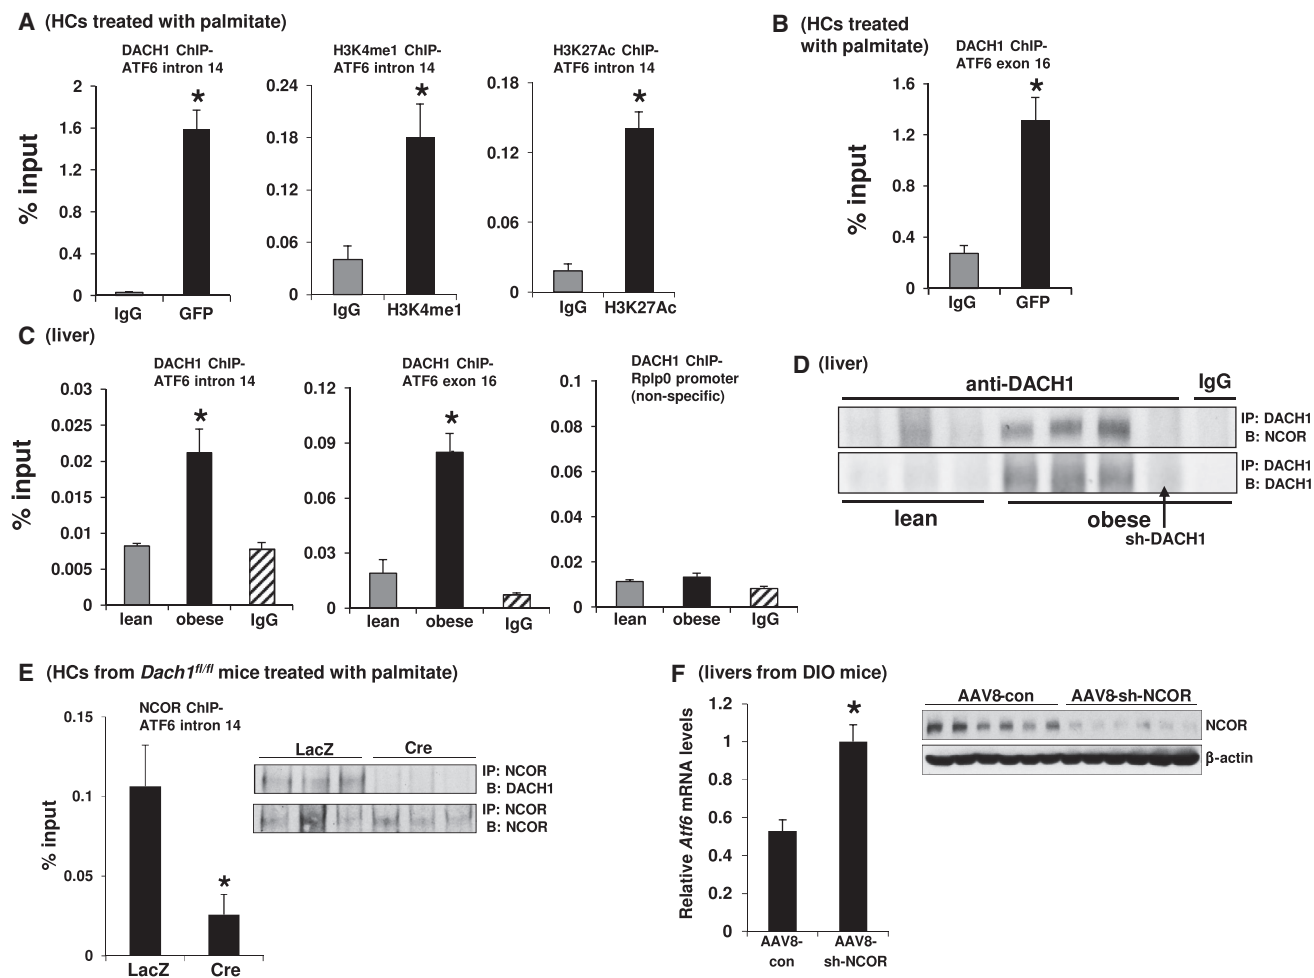 A (HCs treated with palmitate)
DACH1 ChIP-
ATF6 intron 14
% input
2
1.6
1.2
0.8
0.4
0
*
IgG GFP
H3K4me1 ChIP-
ATF6 intron 14
0.24
0.18
0.12
0.06
0
*
IgG H3K4me1
H3K27Ac ChIP-
ATF6 intron 14
0.18
0.12
0.06
0
*
IgG H3K27Ac
B (HCs treated
with palmitate)
DACH1 ChIP-
ATF6 exon 16
% input
1.6
1.2
0.8
0.4
0
*
IgG GFP
C (liver)
DACH1 ChIP-
ATF6 intron 14
% input
0.03
0.025
0.02
0.015
0.01
0.005
0
*
lean obese IgG
DACH1 ChIP-
ATF6 exon 16
0.12
0.09
0.06
0.03
0
*
lean obese IgG
DACH1 ChIP-
Rplp0 promoter
(non-specific)
0.1
0.08
0.06
0.04
0.02
0
lean obese IgG
D (liver)
anti-DACH1 IgG
IP: DACH1
B: NCOR
IP: DACH1
B: DACH1
lean obese
sh-DACH1
E (HCs from Dach1fl/fl mice treated with palmitate)
NCOR ChIP-
ATF6 intron 14
% input
0.15
0.1
0.05
0
*
LacZ Cre
LacZ Cre
IP: NCOR
B: DACH1
IP: NCOR
B: NCOR
F (livers from DIO mice)
Relative Atf6 mRNA levels
1.2
1
0.8
0.6
0.4
0.2
0
*
AAV8-
con
AAV8-
sh-NCOR
AAV8-con AAV8-sh-NCOR
NCOR
β-actin